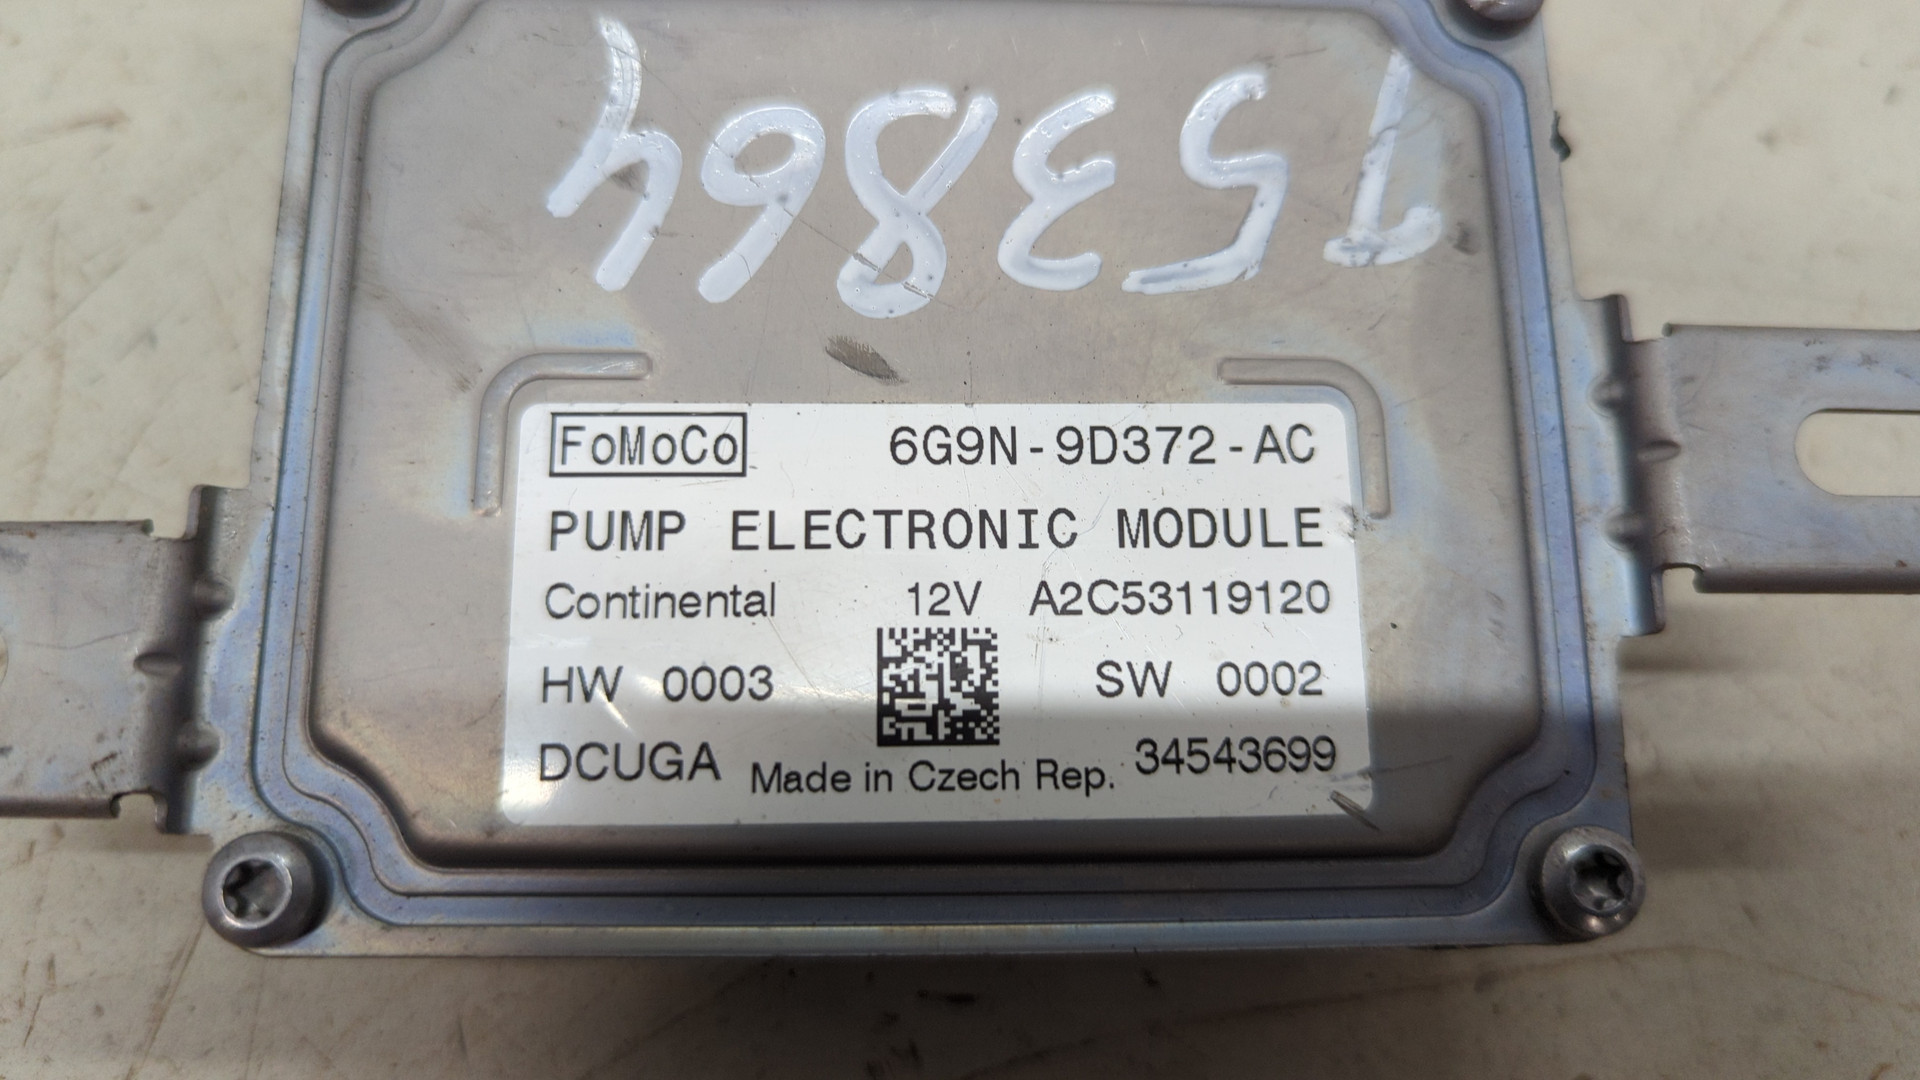 FoMoCo 6G9N-9D372-AC
PUMP ELECTRONIC MODULE
Continental 12V A2C53119120
HW 0003 SW 0002
DCUGA Made in Czech Rep. 34543699